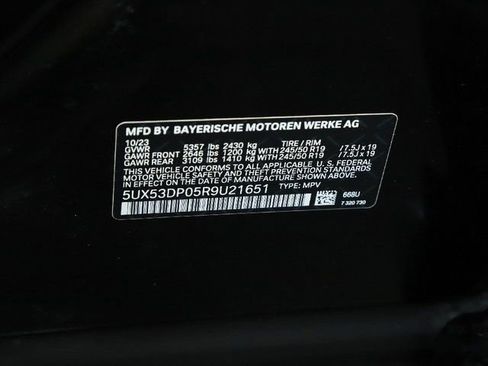 MFD BY BAYERISCHE MOTOREN WERKE AG
10/23 TIRE / RIM
GVWR 5357 lbs 2430 kg
GAWR FRONT 2646 lbs 1200 KG WITH 245/50 R19 / 7.5J x 19
GAWR REAR 3109 lbs 1410 KG WITH 245/50 R19 / 7.5J x 19
THIS VEHICLE CONFORMS TO ALL APPLICABLE U. S. FEDERAL
MOTOR VEHICLE SAFETY AND THEFT PREVENTION STANDARDS
IN EFFECT ON THE DATE OF MANUFACTURE SHOWN ABOVE.
5UX53DP05R9U21651 TYPE: MPV
668U
7 320 730